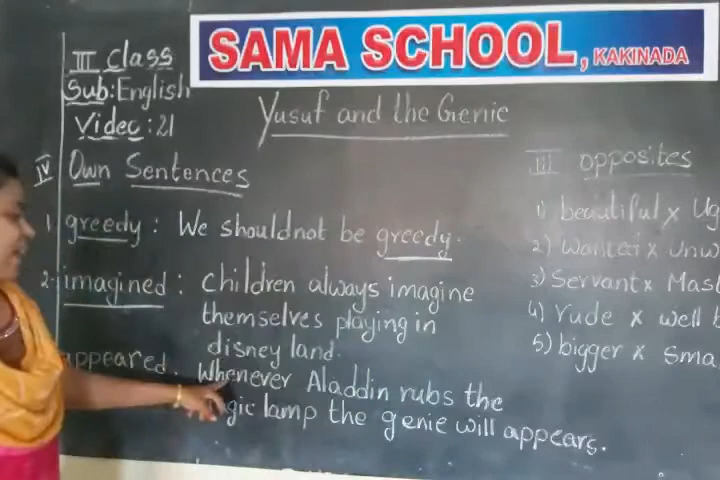 SAMA SCHOOL, KAKINADA
III Class
Sub: English
Video: 21
Yusuf and the Genie
IV Own Sentences
1. greedy: We shouldnot be greedy.
2. imagined: Children always imagine
themselves playing in
disney land.
appeared. Whenever Aladdin rubs the
gic lamp the genie will appears.
III opposites
1) beautiful x Ug
2) Wanted x Unw
3) Servant x Mast
4) rude x well b
5) bigger x Sma